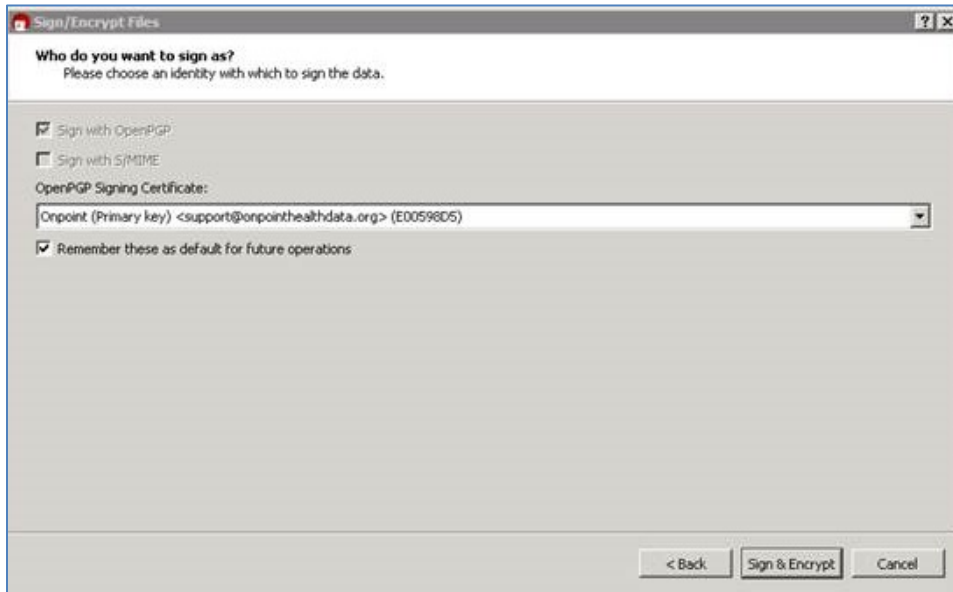 Sign/Encrypt Files
Who do you want to sign as?
Please choose an identity with which to sign the data.
Sign with OpenPGP
Sign with S/MIME
OpenPGP Signing Certificate:
Onpoint (Primary key) <support@onpointhealthdata.org> (E00598D5)
Remember these as default for future operations
< Back Sign & Encrypt Cancel